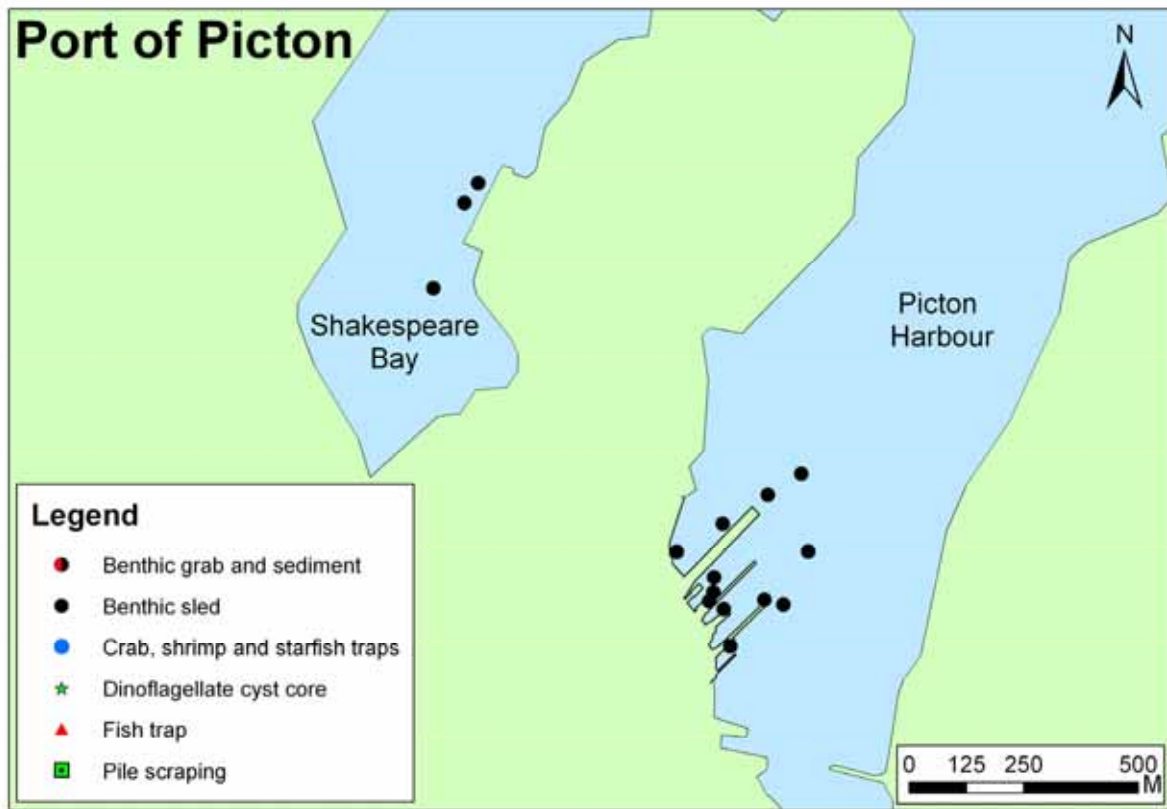 Port of Picton
N
Shakespeare
Bay
Picton
Harbour
Legend
Benthic grab and sediment
Benthic sled
Crab, shrimp and starfish traps
Dinoflagellate cyst core
Fish trap
Pile scraping
0 125 250 500
M